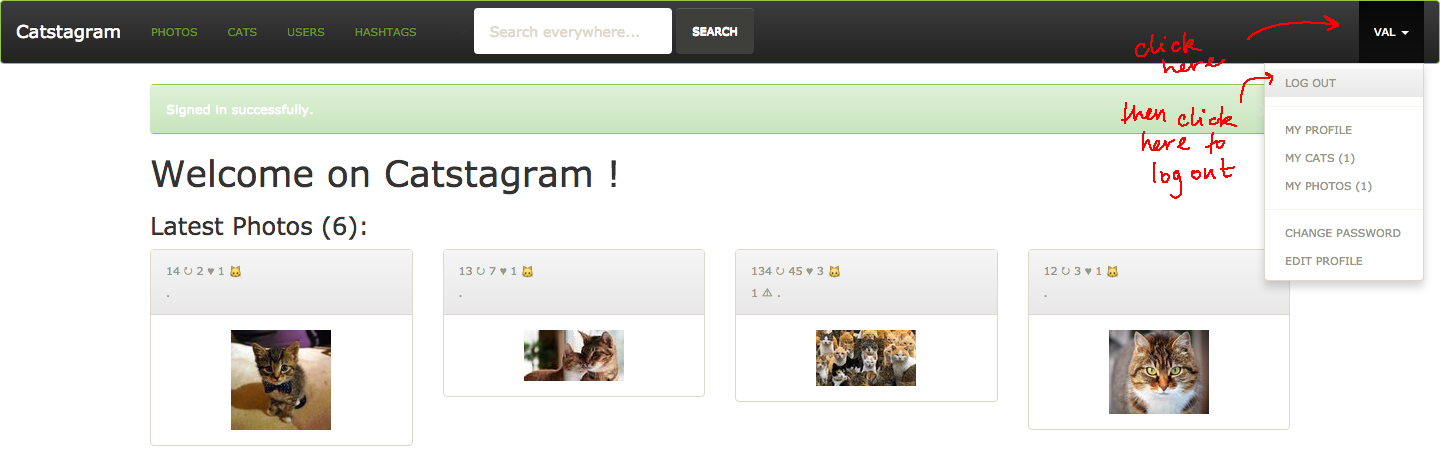 Catstagram PHOTOS CATS USERS HASHTAGS Search everywhere... SEARCH VAL
click
here
LOG OUT
then click
here to
log out
MY PROFILE
MY CATS (1)
MY PHOTOS (1)
CHANGE PASSWORD
EDIT PROFILE
Signed in successfully.
Welcome on Catstagram !
Latest Photos (6):
14 ↻ 2 ♥ 1 🐱
.
13 ↻ 7 ♥ 1 🐱
.
134 ↻ 45 ♥ 3 🐱
1 ⚠ .
12 ↻ 3 ♥ 1 🐱
.